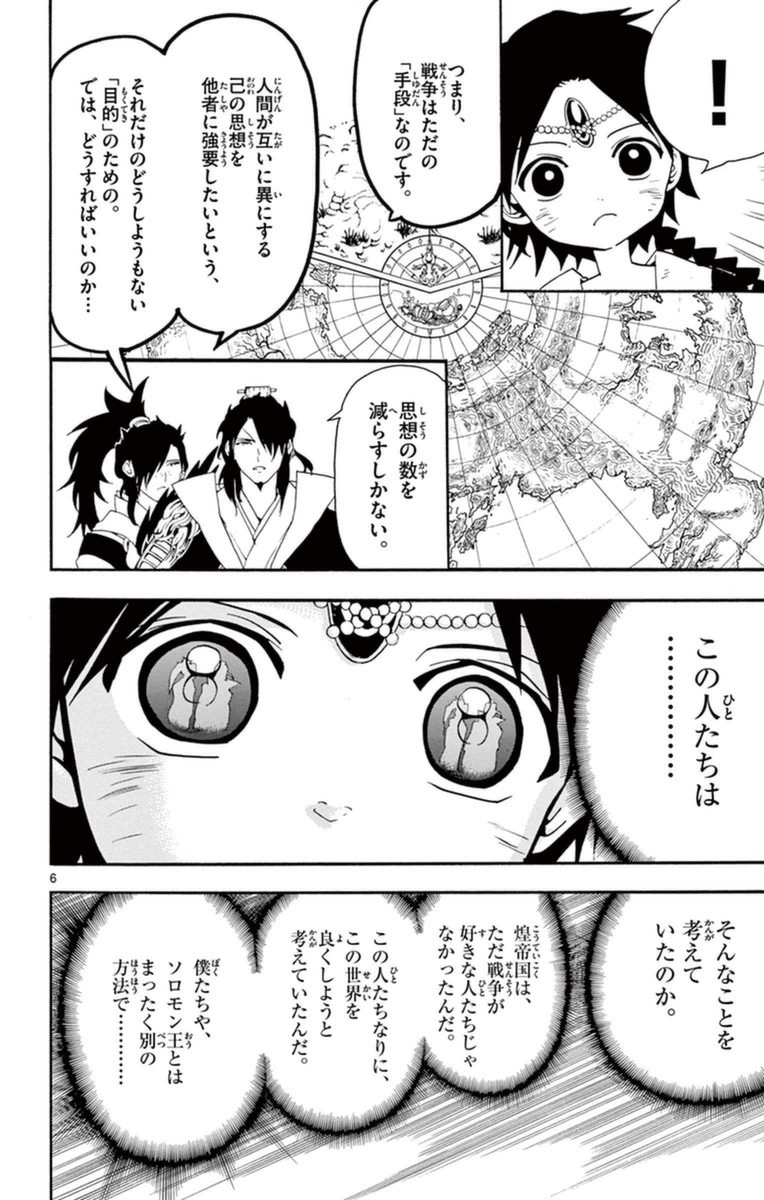 !
つまり、
戦争はただの
「手段」なのです。
人間が互いに異にする
己の思想を
他者に強要したいという、
それだけのどうしようもない
「目的」のための。
では、どうすればいいのか…
思想の数を
減らすしかない。
この人たちは
…………
そんなことを
考えて
いたのか。
煌帝国は、
ただ戦争が
好きな人たちじゃ
なかったんだ。
この人たちなりに、
この世界を
良くしようと
考えていたんだ。
僕たちや、
ソロモン王とは
まったく別の
方法で…………
6